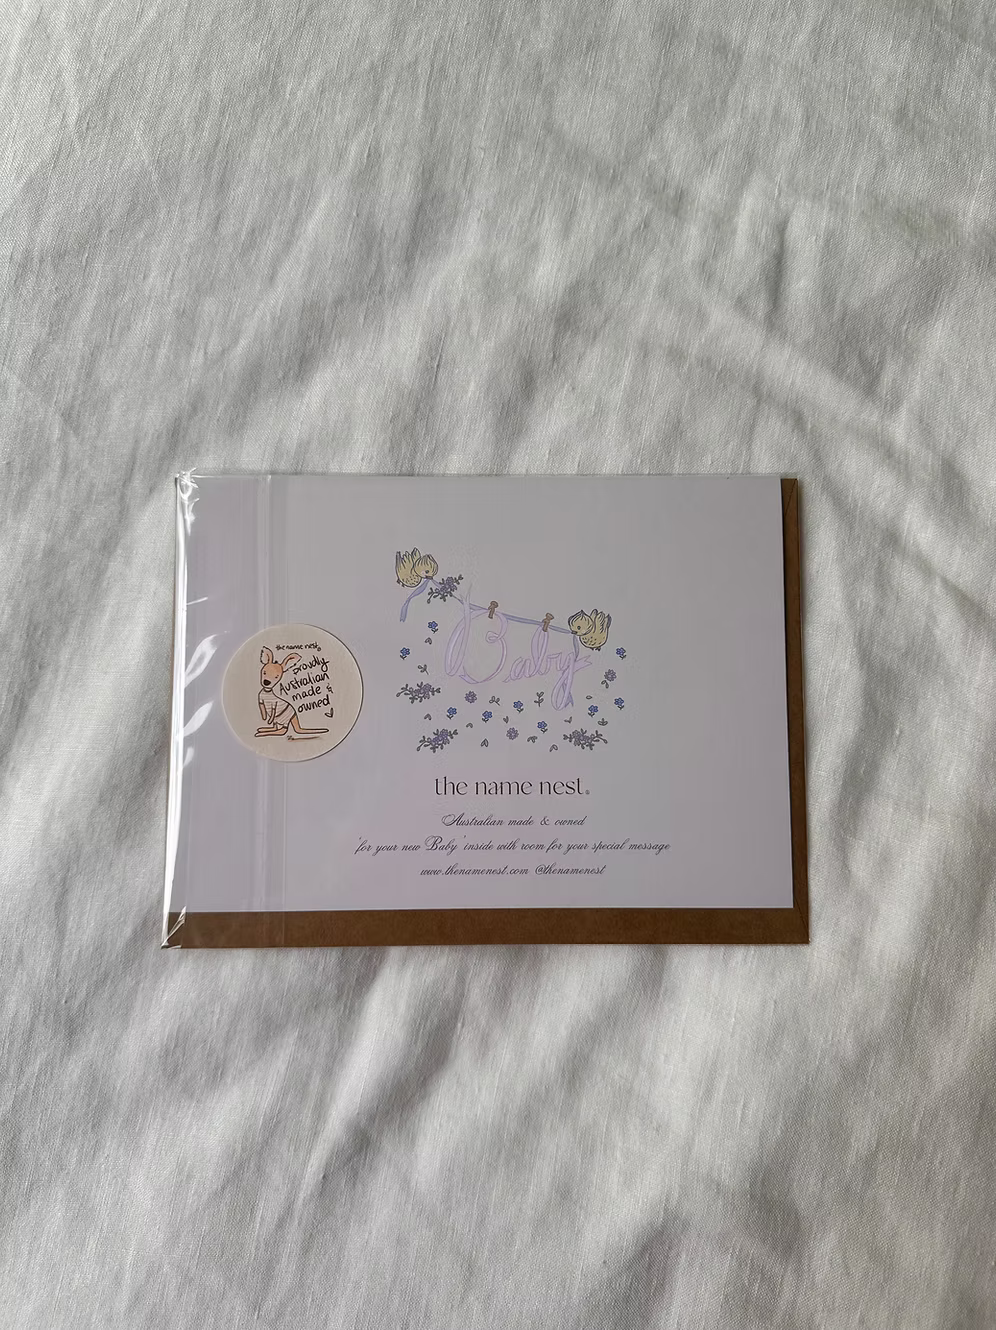 the name nest®
proudly
Australian
made &
owned
Baby
the name nest®
Australian made & owned
'for your new Baby' inside with room for your special message
www.thenamenest.com @thenamenest